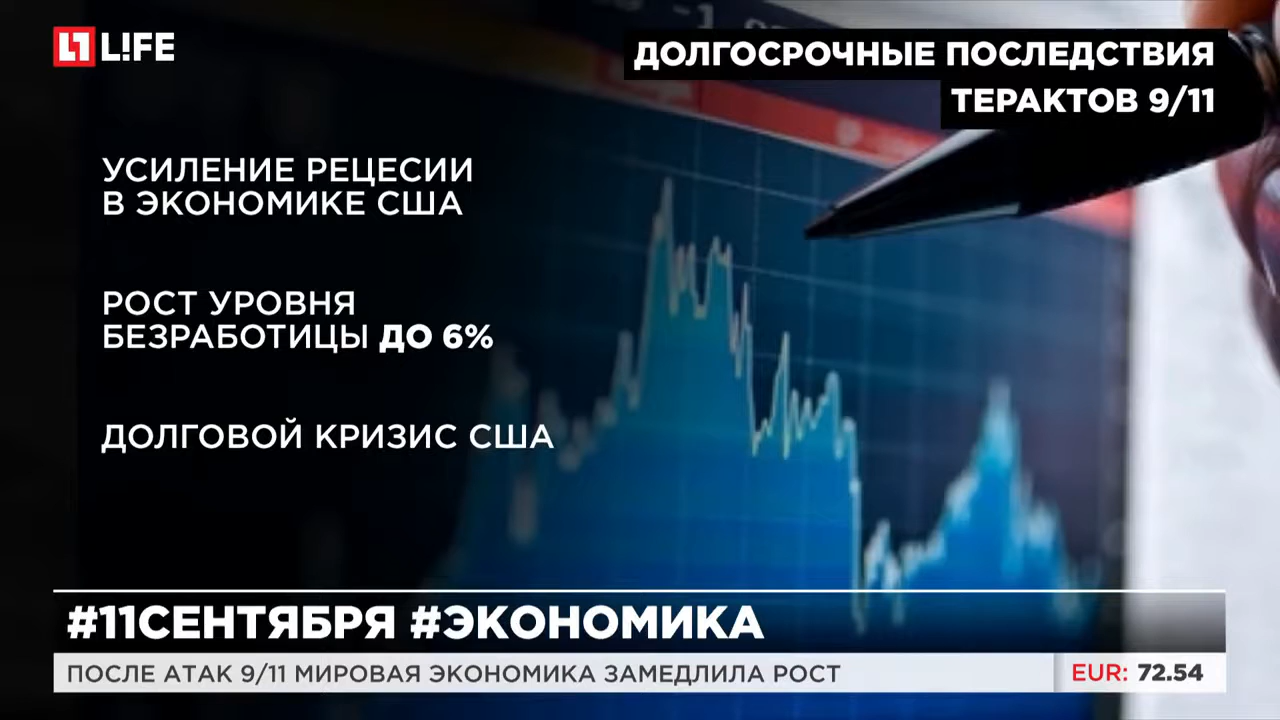 L!FE
ДОЛГОСРОЧНЫЕ ПОСЛЕДСТВИЯ
ТЕРАКТОВ 9/11
УСИЛЕНИЕ РЕЦЕСИИ
В ЭКОНОМИКЕ США
РОСТ УРОВНЯ
БЕЗРАБОТИЦЫ ДО 6%
ДОЛГОВОЙ КРИЗИС США
#11СЕНТЯБРЯ #ЭКОНОМИКА
ПОСЛЕ АТАК 9/11 МИРОВАЯ ЭКОНОМИКА ЗАМЕДЛИЛА РОСТ
EUR: 72.54